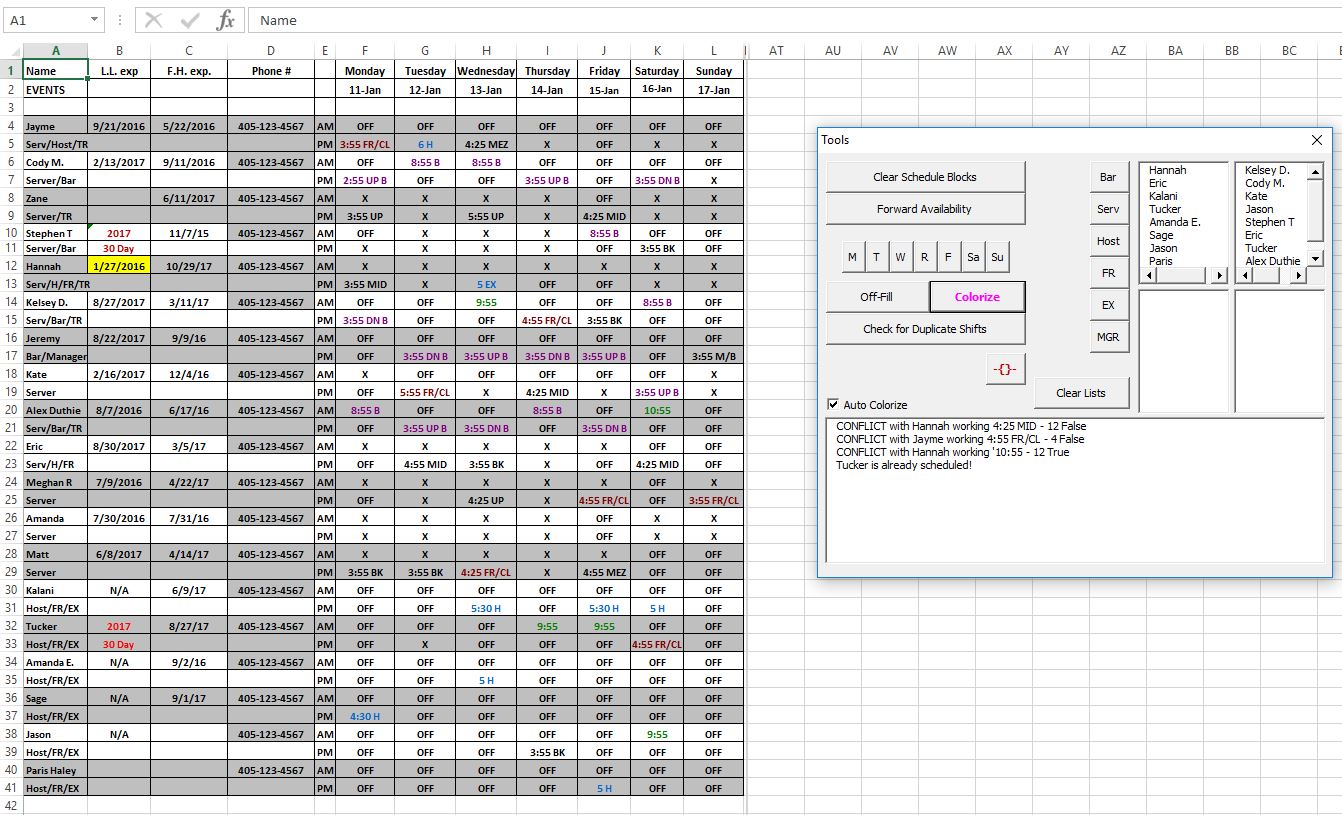 A1 fx Name
A B C D E F G H I J K L AT AU AV AW AX AY AZ BA BB BC
1 Name L.L. exp F.H. exp. Phone # Monday Tuesday Wednesday Thursday Friday Saturday Sunday
2 EVENTS 11-Jan 12-Jan 13-Jan 14-Jan 15-Jan 16-Jan 17-Jan
3
4 Jayme 9/21/2016 5/22/2016 405-123-4567 AM OFF OFF OFF OFF OFF OFF OFF
5 Serv/Host/TR PM 3:55 FR/CL 6 H 4:25 MEZ X OFF X X
6 Cody M. 2/13/2017 9/11/2016 405-123-4567 AM OFF 8:55 B 8:55 B OFF OFF OFF OFF
7 Server/Bar PM 2:55 UP B OFF OFF 3:55 UP B OFF 3:55 DN B X
8 Zane 6/11/2017 405-123-4567 AM X X X X OFF X X
9 Server/TR PM 3:55 UP X 5:55 UP X 4:25 MID X X
10 Stephen T 2017 11/7/15 405-123-4567 AM OFF X X X 8:55 B OFF OFF
11 Server/Bar 30 Day PM X X X X OFF 3:55 BK OFF
12 Hannah 1/27/2016 10/29/17 405-123-4567 AM X X X X X X X
13 Serv/H/FR/TR PM 3:55 MID X 5 EX OFF OFF X X
14 Kelsey D. 8/27/2017 3/11/17 405-123-4567 AM OFF OFF 9:55 OFF OFF 8:55 B OFF
15 Serv/Bar/TR PM 3:55 DN B OFF OFF 4:55 FR/CL 3:55 BK OFF OFF
16 Jeremy 8/22/2017 9/9/16 405-123-4567 AM OFF OFF OFF OFF OFF OFF OFF
17 Bar/Manager PM OFF 3:55 DN B 3:55 UP B 3:55 DN B 3:55 UP B OFF 3:55 M/B
18 Kate 2/16/2017 12/4/16 405-123-4567 AM OFF OFF OFF OFF OFF OFF X
19 Server PM OFF 5:55 FR/CL X 4:25 MID X 3:55 UP B X
20 Alex Duthie 8/7/2016 6/17/16 405-123-4567 AM 8:55 B OFF OFF 8:55 B OFF 10:55 OFF
21 Serv/Bar/TR PM OFF 3:55 UP B 3:55 DN B OFF 3:55 DN B OFF OFF
22 Eric 8/30/2017 3/5/17 405-123-4567 AM X X X X OFF OFF OFF
23 Serv/H/FR PM OFF 4:55 MID 3:55 BK X OFF 4:25 MID OFF
24 Meghan R 7/9/2016 4/22/17 405-123-4567 AM X X X X X OFF X
25 Server PM OFF X 4:25 UP X 4:55 FR/CL OFF 3:55 FR/CL
26 Amanda 7/30/2016 7/31/16 405-123-4567 AM X X X X OFF X X
27 Server PM X X X X OFF X X
28 Matt 6/8/2017 4/14/17 405-123-4567 AM X X X X X OFF OFF
29 Server PM 3:55 BK 3:55 BK 4:25 FR/CL X 4:55 MEZ OFF OFF
30 Kalani N/A 6/9/17 AM OFF OFF OFF OFF OFF OFF OFF
31 Host/FR/EX PM OFF OFF 5:30 H OFF 5:30 H 5 H OFF
32 Tucker 2017 8/27/17 405-123-4567 AM OFF OFF OFF 9:55 9:55 OFF OFF
33 Host/FR/EX 30 Day PM OFF X OFF OFF OFF 4:55 FR/CL OFF
34 Amanda E. N/A 9/2/16 405-123-4567 AM OFF OFF OFF OFF OFF OFF OFF
35 Host/FR/EX PM OFF OFF 5 H OFF OFF OFF OFF
36 Sage N/A 9/1/17 405-123-4567 AM OFF OFF OFF OFF OFF OFF OFF
37 Host/FR/EX PM 4:30 H OFF OFF OFF OFF OFF OFF
38 Jason N/A 405-123-4567 AM OFF OFF OFF OFF OFF 9:55 OFF
39 Host/FR/EX PM OFF OFF OFF 3:55 BK OFF OFF OFF
40 Paris Haley 405-123-4567 AM OFF OFF OFF OFF OFF OFF OFF
41 Host/FR/EX PM OFF OFF OFF OFF 5 H OFF OFF
42
Tools
Clear Schedule Blocks
Forward Availability
M T W R F Sa Su
Off-Fill Colorize
Check for Duplicate Shifts
-{}-
Auto Colorize
Bar
Serv
Host
FR
EX
MGR
Clear Lists
Hannah
Eric
Kalani
Tucker
Amanda E.
Sage
Jason
Paris
Kelsey D.
Cody M.
Kate
Jason
Stephen T
Eric
Tucker
Alex Duthie
CONFLICT with Hannah working 4:25 MID - 12 False
CONFLICT with Jayme working 4:55 FR/CL - 4 False
CONFLICT with Hannah working '10:55 - 12 True
Tucker is already scheduled!